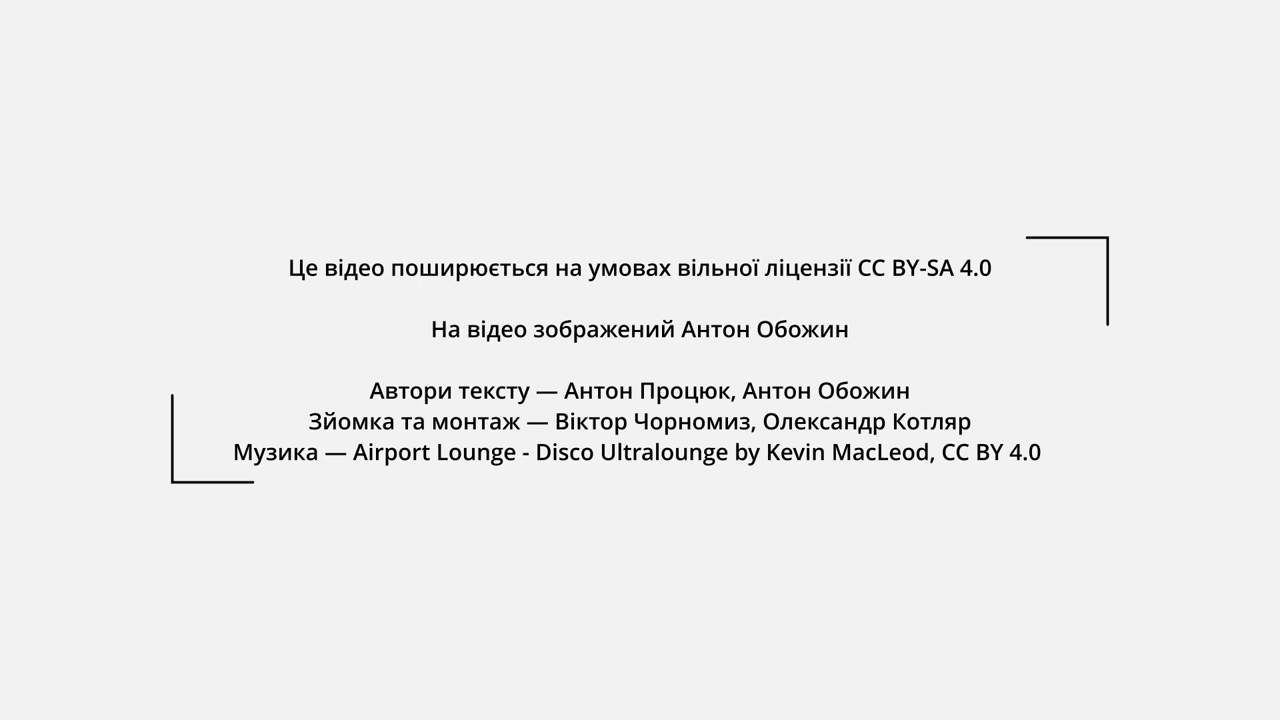 Це відео поширюється на умовах вільної ліцензії CC BY-SA 4.0
На відео зображений Антон Обожин
Автори тексту — Антон Процюк, Антон Обожин
Зйомка та монтаж — Віктор Чорномиз, Олександр Котляр
Музика — Airport Lounge - Disco Ultralounge by Kevin MacLeod, CC BY 4.0